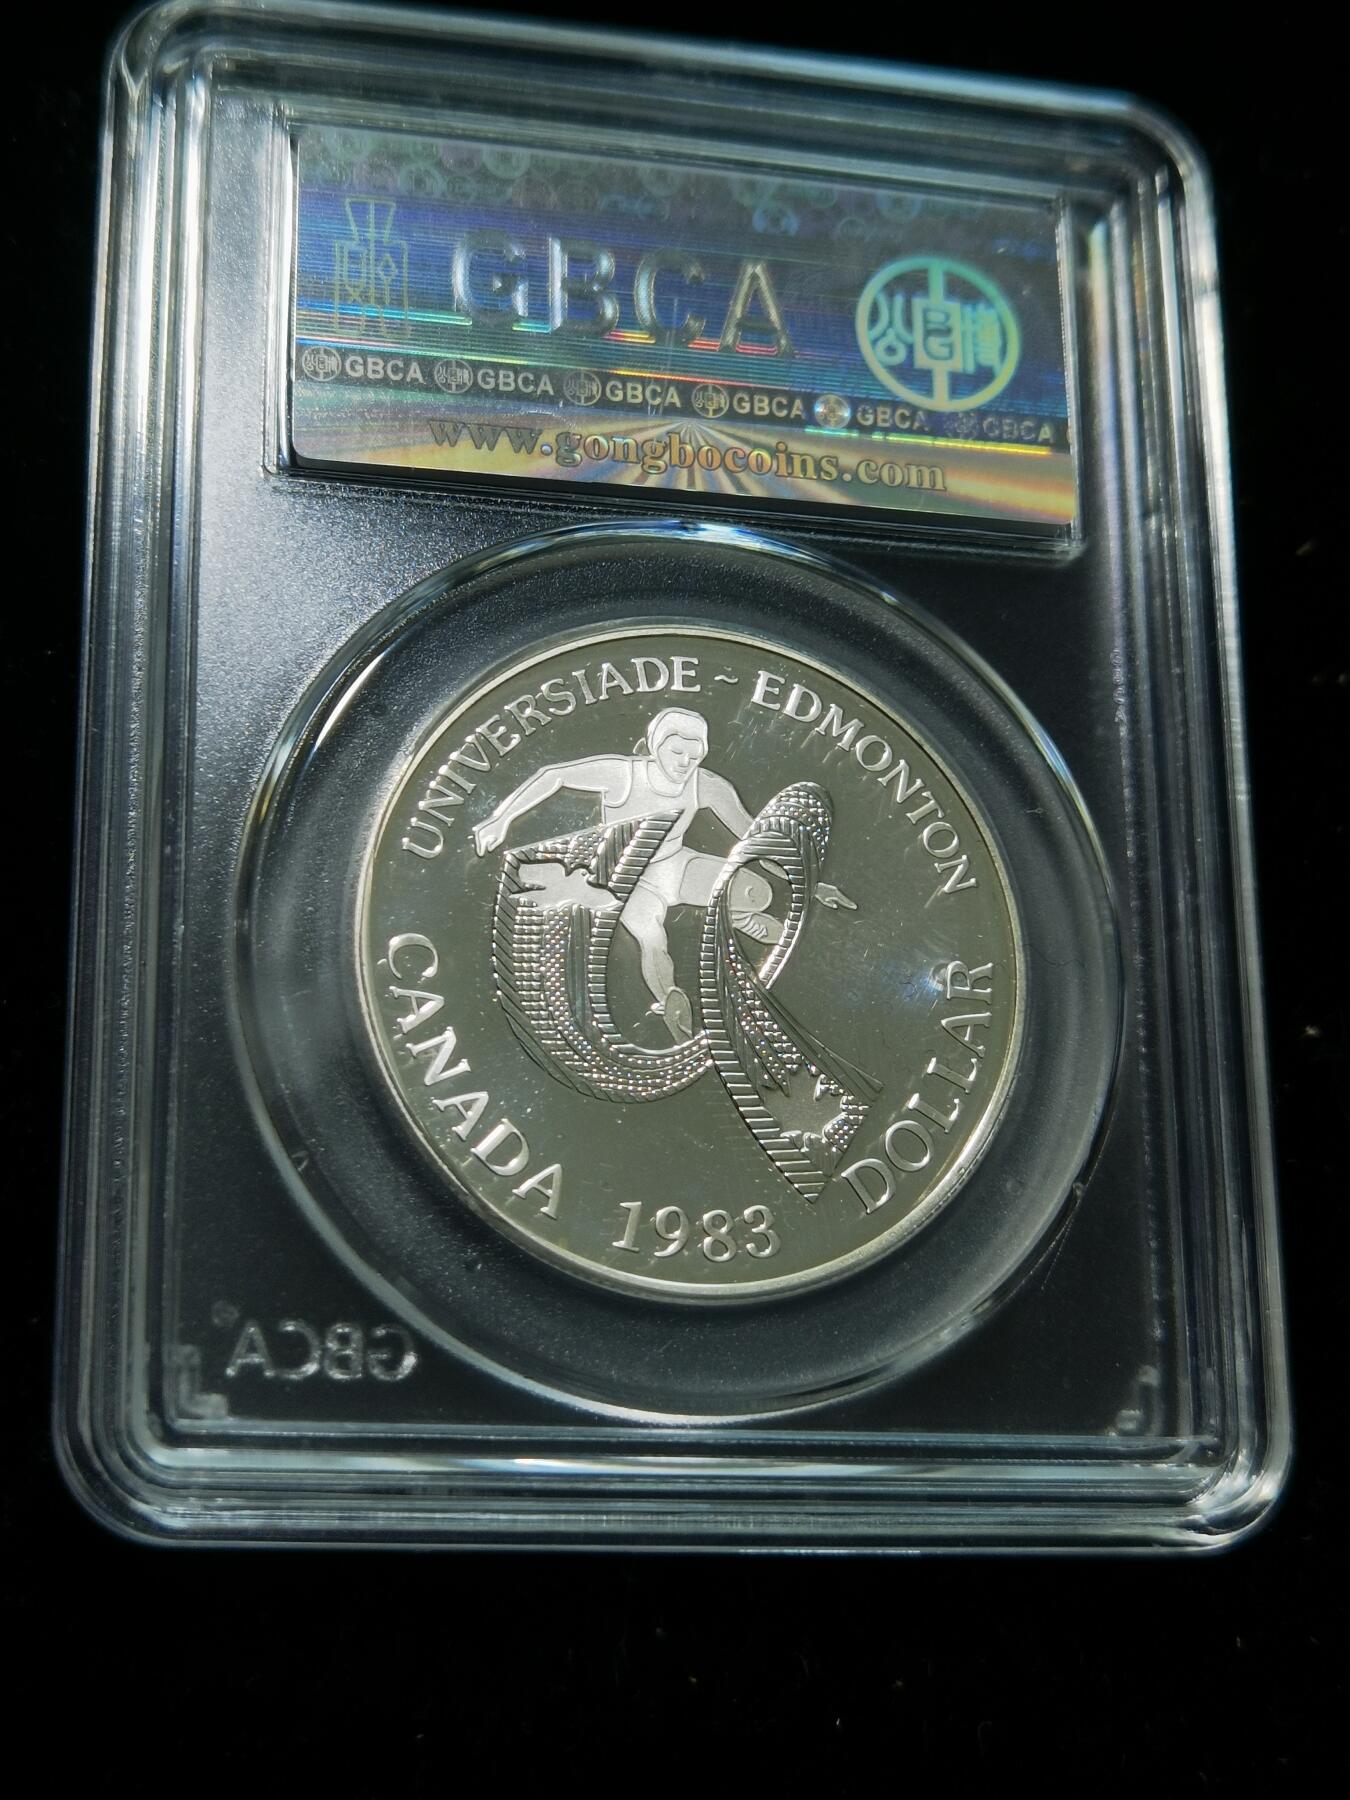 GBCA
GBCA GBCA GBCA GBCA GBCA GBCA
www.gongbocoins.com
UNIVERSIADE ~ EDMONTON
CANADA 1983 DOLLAR
GBCA®